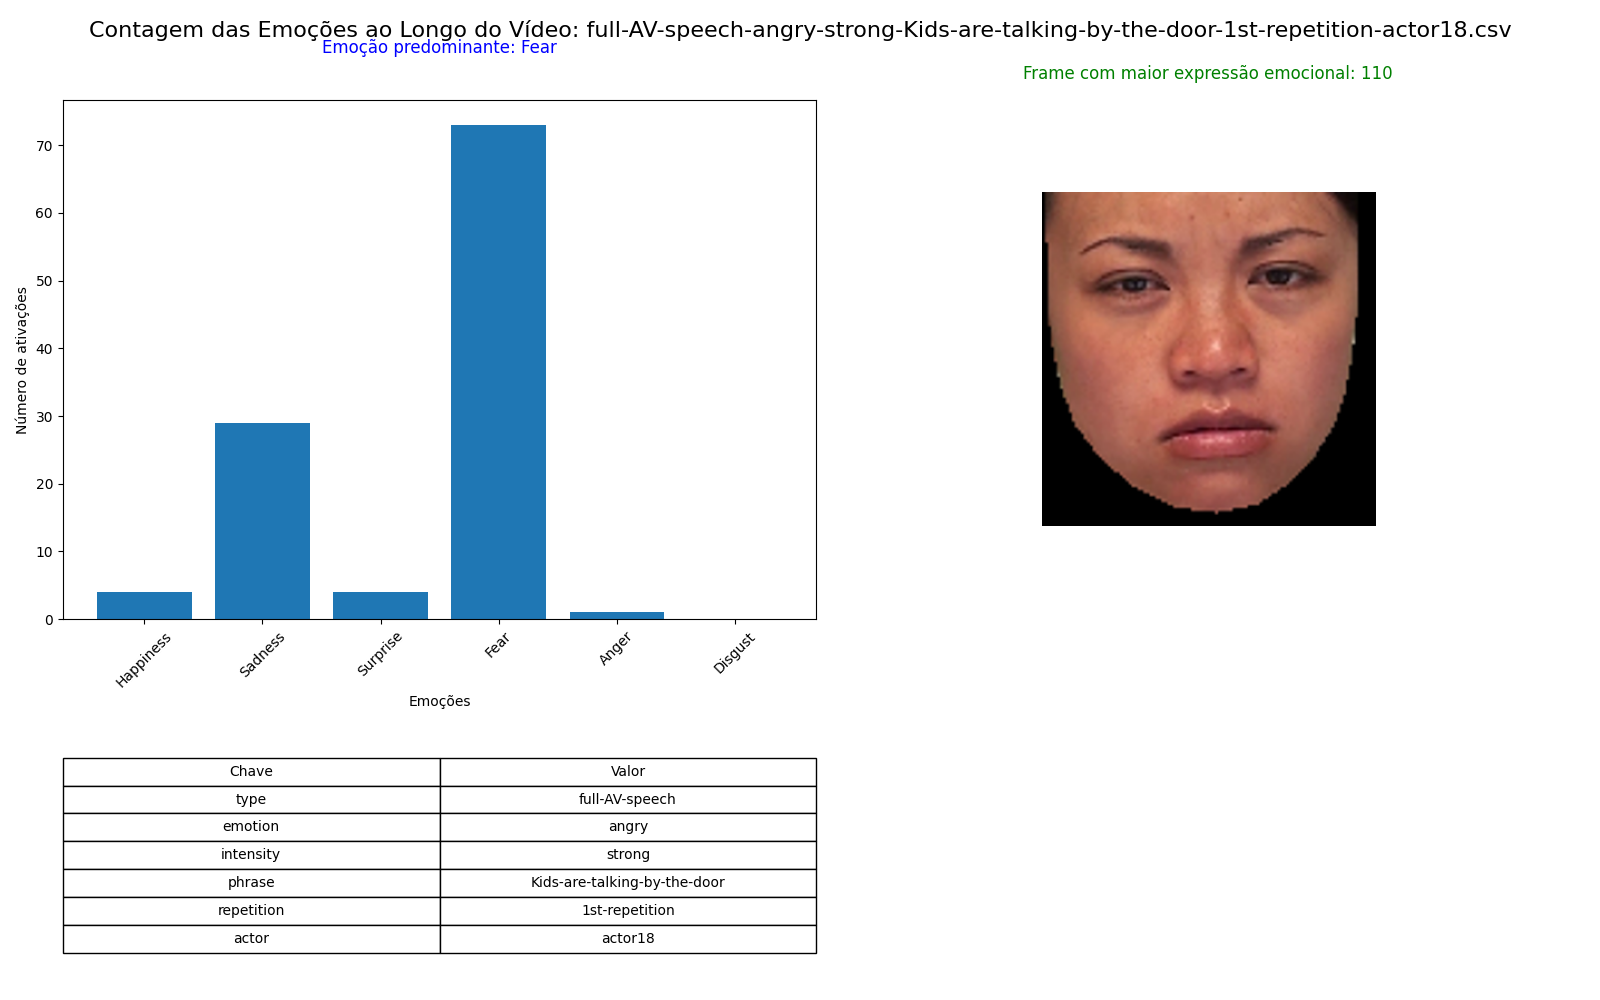 Contagem das Emoções ao Longo do Vídeo: full-AV-speech-angry-strong-Kids-are-talking-by-the-door-1st-repetition-actor18.csv
Emoção predominante: Fear
Frame com maior expressão emocional: 110
Número de ativações
70
60
50
40
30
20
10
0
Happiness
Sadness
Surprise
Fear
Anger
Disgust
Emoções
Chave Valor
type full-AV-speech
emotion angry
intensity strong
phrase Kids-are-talking-by-the-door
repetition 1st-repetition
actor actor18